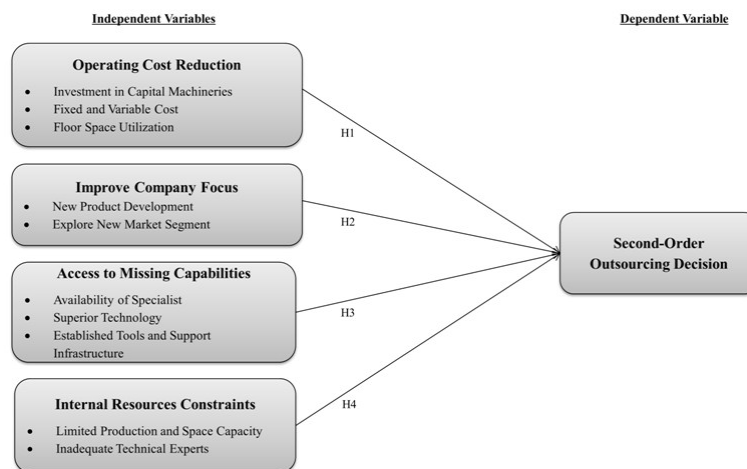 Independent Variables
Dependent Variable
Operating Cost Reduction
• Investment in Capital Machineries
• Fixed and Variable Cost
• Floor Space Utilization
H1
Improve Company Focus
• New Product Development
• Explore New Market Segment
H2
Second-Order
Outsourcing Decision
Access to Missing Capabilities
• Availability of Specialist
• Superior Technology
• Established Tools and Support
Infrastructure
H3
Internal Resources Constraints
• Limited Production and Space Capacity
• Inadequate Technical Experts
H4